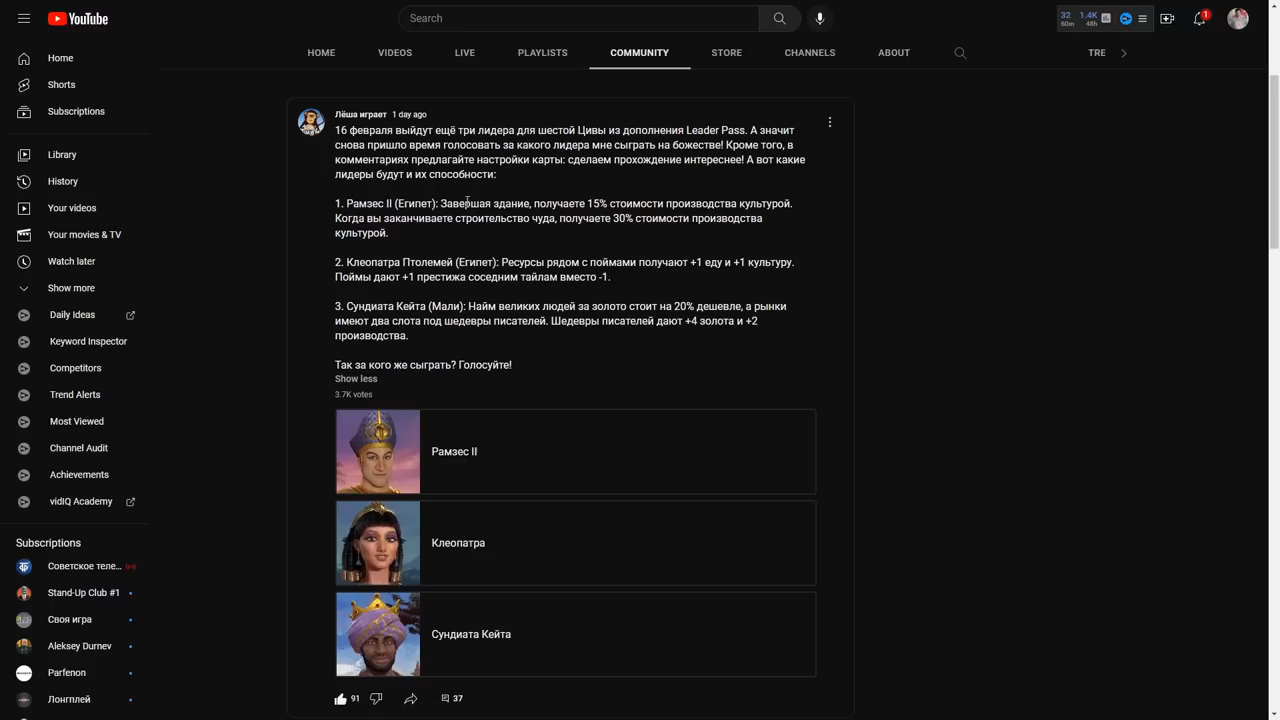 YouTube
Search
32
60m
1.4K
48h
1
HOME
VIDEOS
LIVE
PLAYLISTS
COMMUNITY
STORE
CHANNELS
ABOUT
TRE
Home
Shorts
Subscriptions
Library
History
Your videos
Your movies & TV
Watch later
Show more
Daily Ideas
Keyword Inspector
Competitors
Trend Alerts
Most Viewed
Channel Audit
Achievements
vidIQ Academy
Subscriptions
Советское теле...
Stand-Up Club #1
Своя игра
Aleksey Durnev
Parfenon
Лонгплей
Лёша играет 1 day ago
16 февраля выйдут ещё три лидера для шестой Цивы из дополения Leader Pass. А значит
снова пришло время голосовать за какого лидера мне сыграть на божестве! Кроме того, в
комментариях предлагайте настройки карты: сделаем прохождение интереснее! А вот какие
лидеры будут и их способности:
1. Рамзес II (Египет): Завершая здание, получаете 15% стоимости производства культурой.
Когда вы заканчиваете строительство чуда, получаете 30% стоимости производства
культурой.
2. Клеопатра Птолемей (Египет): Ресурсы рядом с поймами получают +1 еду и +1 культуру.
Поймы дают +1 престижа соседним тайлам вместо -1.
3. Сундиата Кейта (Мали): Найм великих людей за золото стоит на 20% дешевле, а рынки
имеют два слота под шедевры писателей. Шедевры писателей дают +4 золота и +2
производства.
Так за кого же сыграть? Голосуйте!
Show less
3.7K votes
Рамзес II
Клеопатра
Сундиата Кейта
91
37